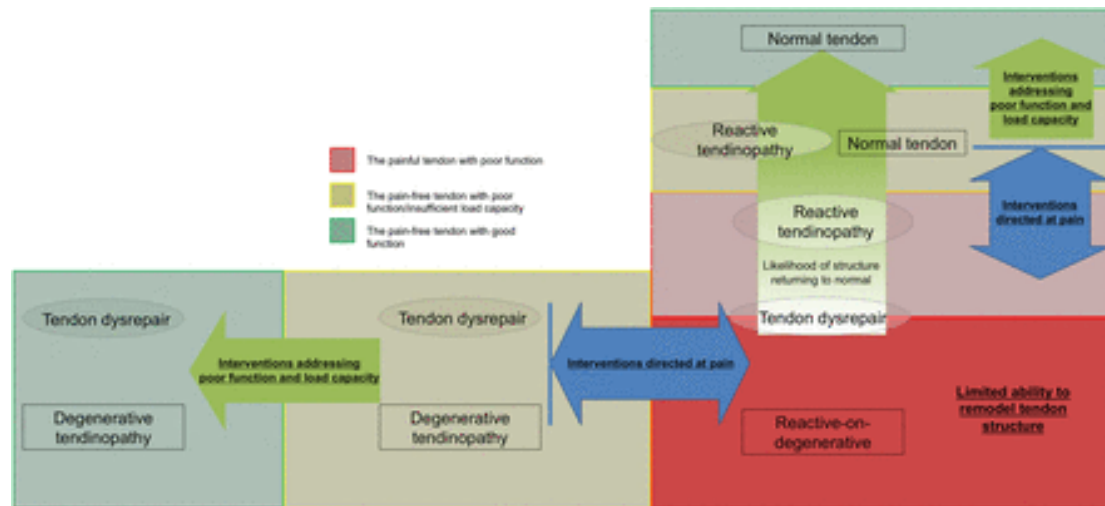 Normal tendon
Interventions
addressing
poor function and
load capacity
Reactive
tendinopathy
Normal tendon
The painful tendon with poor function
The pain-free tendon with poor
function/insufficient load capacity
The pain-free tendon with good
function
Reactive
tendinopathy
Interventions
directed at pain
Likelihood of structure
returning to normal
Tendon dysrepair
Tendon dysrepair
Tendon dysrepair
Interventions addressing
poor function and load capacity
Interventions directed at pain
Limited ability to
remodel tendon
structure
Degenerative
tendinopathy
Degenerative
tendinopathy
Reactive-on-
degenerative